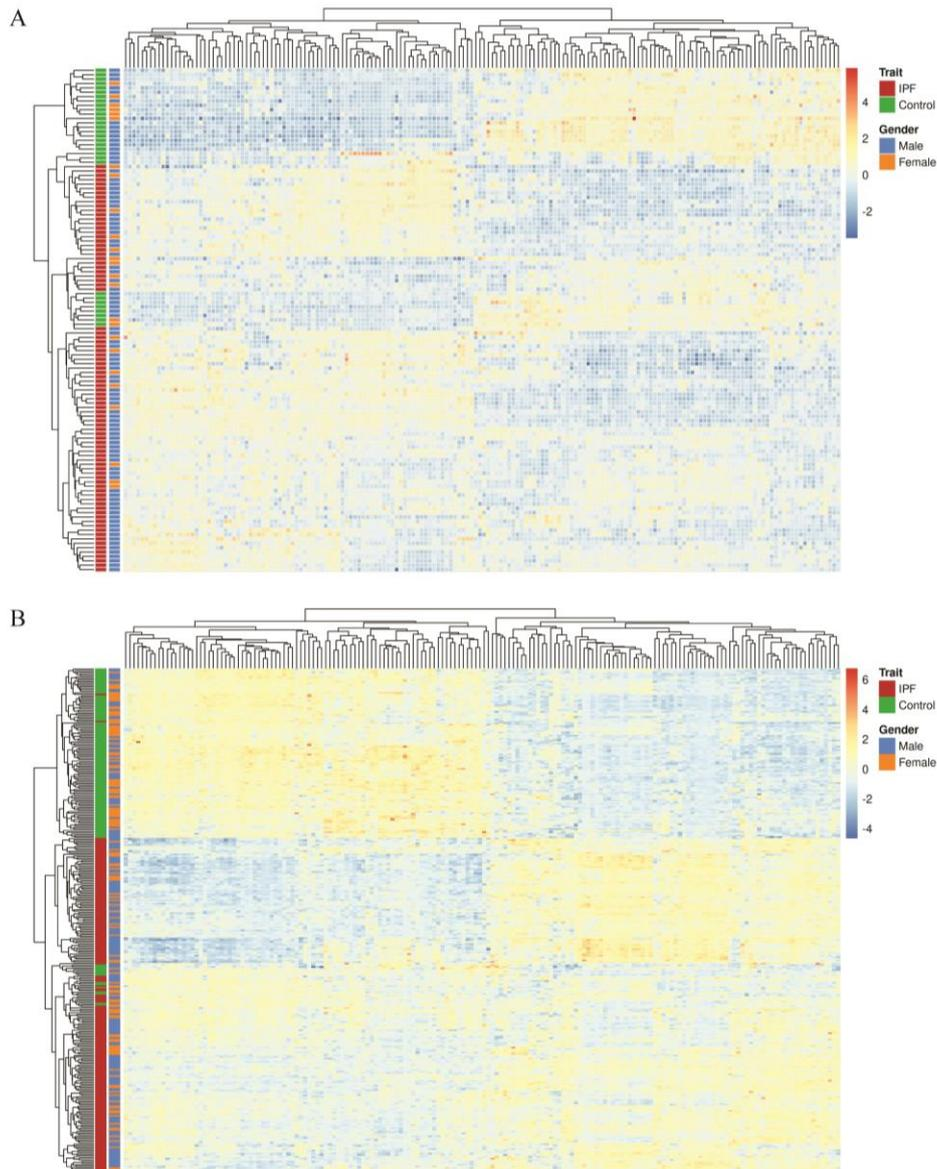 A
Trait
IPF
Control
Gender
Male
Female
4
2
0
-2
B
Trait
IPF
Control
Gender
Male
Female
6
4
2
0
-2
-4